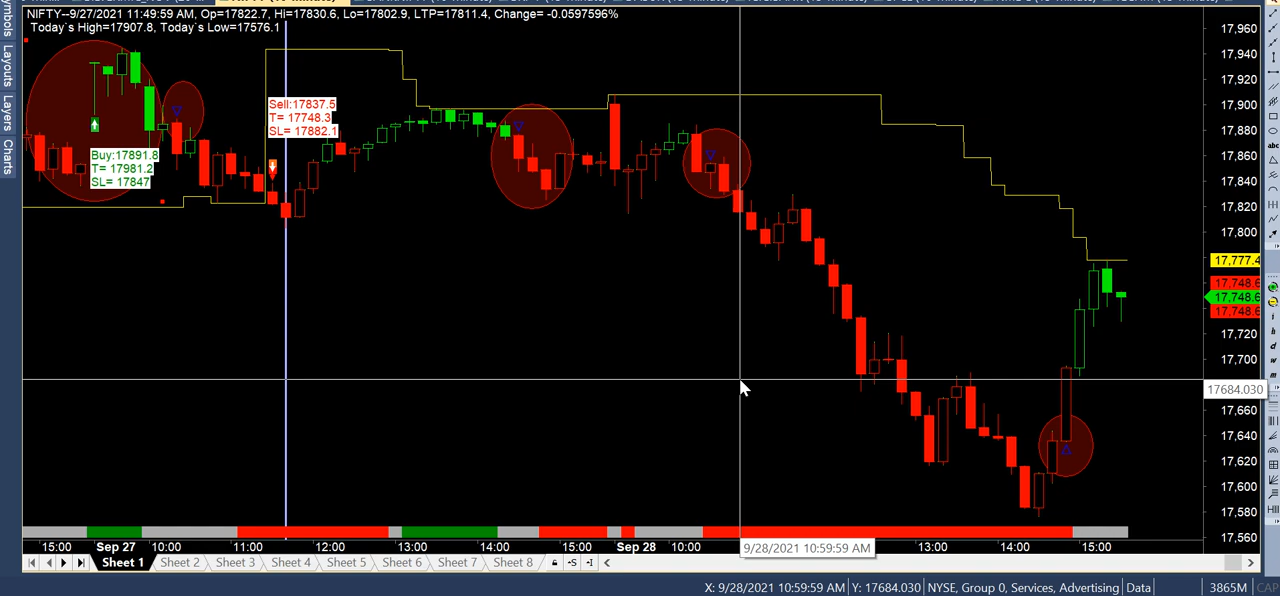 NIFTY--9/27/2021 11:49:59 AM, Op=17822.7, Hi=17830.6, Lo=17802.9, LTP=17811.4, Change= -0.0597596%
Today`s High=17907.8, Today`s Low=17576.1
Layouts
Layers
Charts
Buy:17891.8
T= 17981.2
SL= 17847
Sell:17837.5
T= 17748.3
SL= 17882.1
17,960
17,940
17,920
17,900
17,880
17,860
17,840
17,820
17,800
17,777.4
17,748.6
17,748.6
17,748.6
17,720
17,700
17684.030
17,660
17,640
17,620
17,600
17,580
17,560
abc
15:00 Sep 27 10:00 11:00 12:00 13:00 14:00 15:00 Sep 28 10:00 9/28/2021 10:59:59 AM 13:00 14:00 15:00
Sheet 1 Sheet 2 Sheet 3 Sheet 4 Sheet 5 Sheet 6 Sheet 7 Sheet 8
X: 9/28/2021 10:59:59 AM Y: 17684.030 NYSE, Group 0, Services, Advertising Data 3865M CAP